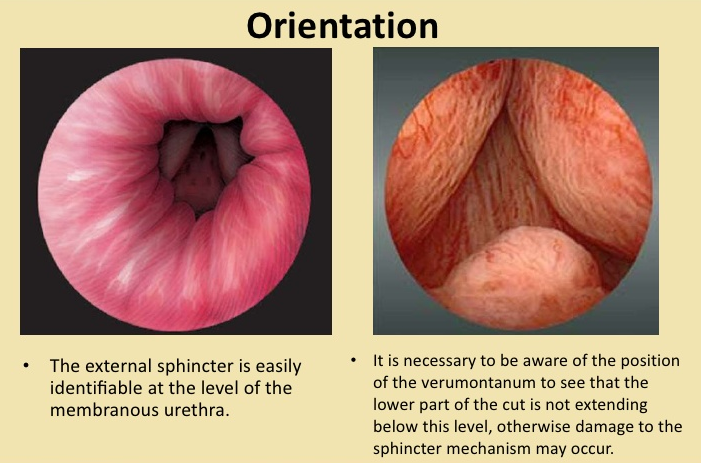 Orientation
• The external sphincter is easily
identifiable at the level of the
membranous urethra.
• It is necessary to be aware of the position
of the verumontanum to see that the
lower part of the cut is not extending
below this level, otherwise damage to the
sphincter mechanism may occur.